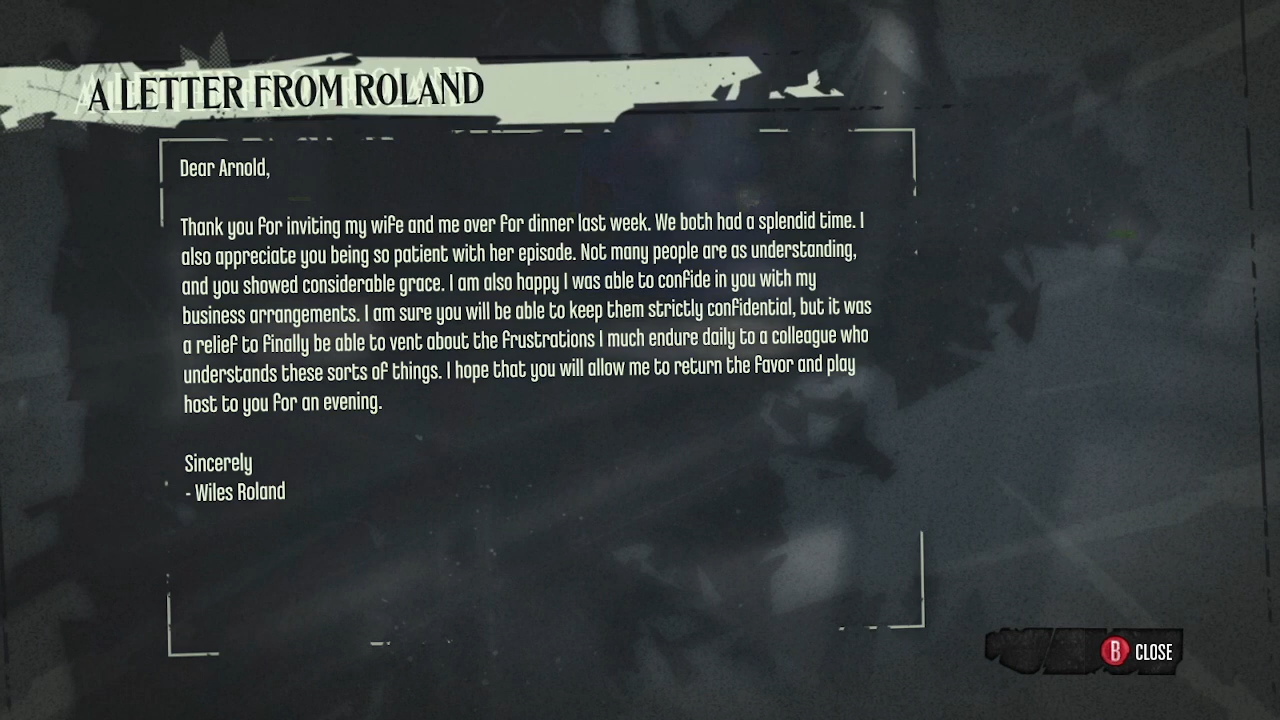 A LETTER FROM ROLAND
Dear Arnold,
Thank you for inviting my wife and me over for dinner last week. We both had a splendid time. I
also appreciate you being so patient with her episode. Not many people are as understanding,
and you showed considerable grace. I am also happy I was able to confide in you with my
business arrangements. I am sure you will be able to keep them strictly confidential, but it was
a relief to finally be able to vent about the frustrations I much endure daily to a colleague who
understands these sorts of things. I hope that you will allow me to return the favor and play
host to you for an evening.
Sincerely
- Wiles Roland
B CLOSE